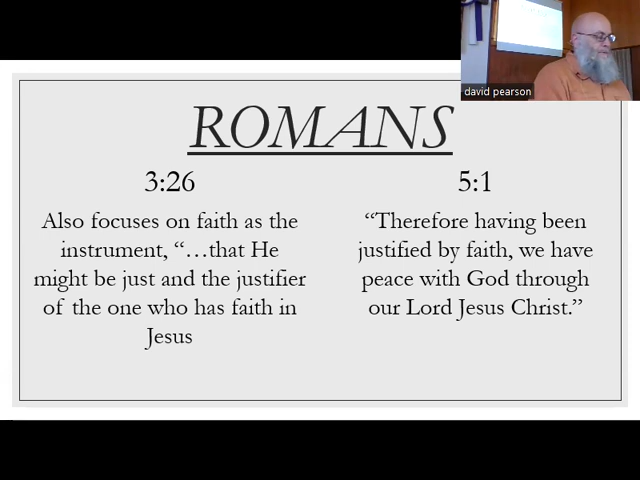 david pearson
ROMANS
3:26
Also focuses on faith as the
instrument, “…that He
might be just and the justifier
of the one who has faith in
Jesus
5:1
“Therefore having been
justified by faith, we have
peace with God through
our Lord Jesus Christ.”